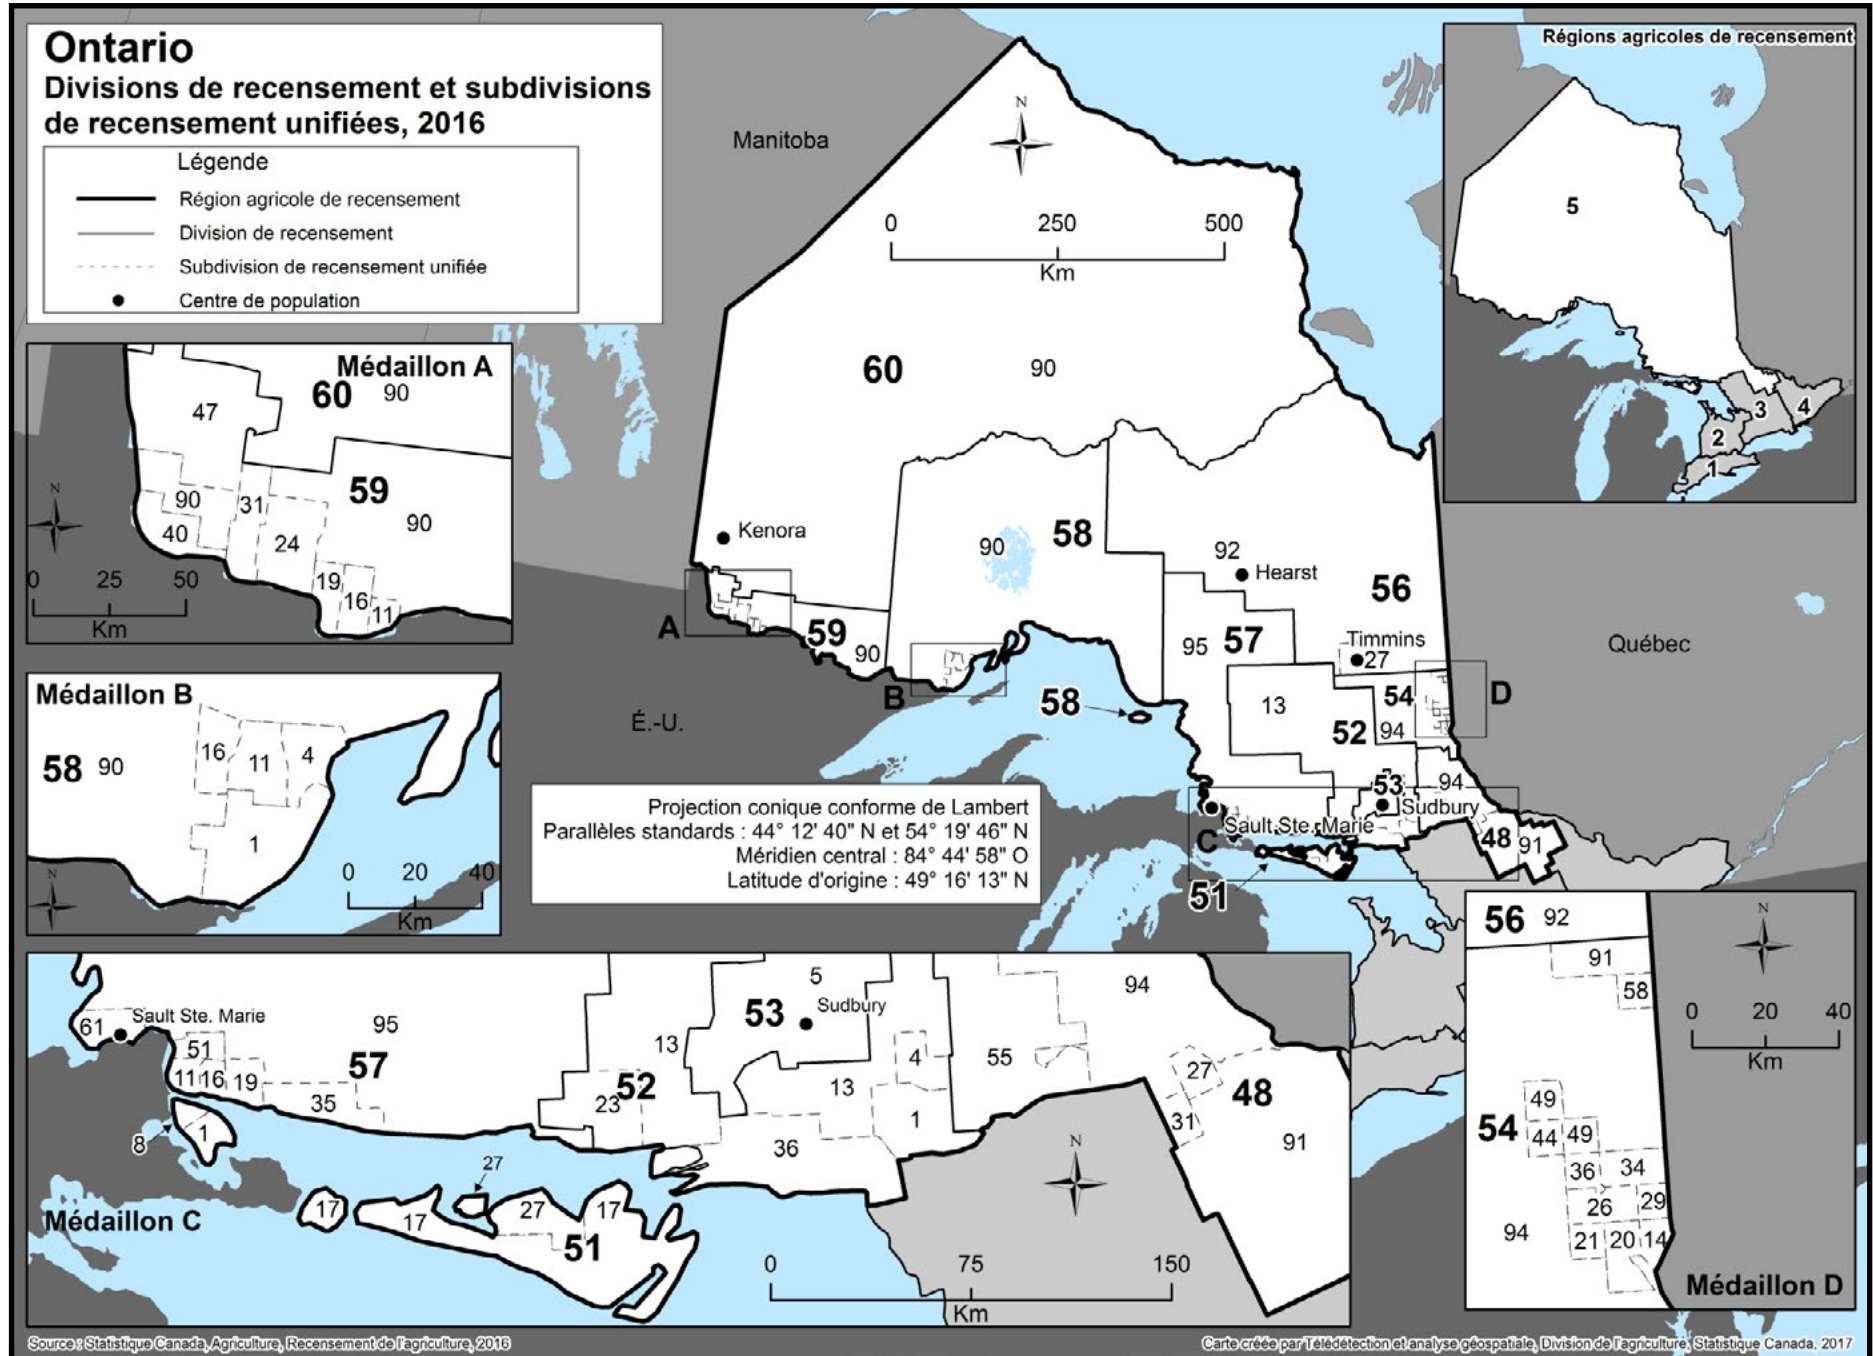 Ontario
Divisions de recensement et subdivisions
de recensement unifiées, 2016
Légende
Région agricole de recensement
Division de recensement
Subdivision de recensement unifiée
Centre de population
Manitoba
N
0 250 500
Km
60 90
Kenora
90 58
92
Hearst
56
95 57
Timmins
27
A
59
90
B
58
13
54
52 94
D
53 94
Sudbury
Sault Ste. Marie
C
48 91
51
É.-U.
Québec
Régions agricoles de recensement
5
3 4
2
1
Médaillon A
60 90
47
59
90 31
90
40 24
19
16
11
N
0 25 50
Km
Médaillon B
58 90
16 11 4
1
N
0 20 40
Km
Projection conique conforme de Lambert
Parallèles standards : 44° 12' 40" N et 54° 19' 46" N
Méridien central : 84° 44' 58" O
Latitude d'origine : 49° 16' 13" N
5
94
53 Sudbury
61 Sault Ste. Marie
95
51
57
13
4 55
11 16 19
52
13
27 48
35
23
1
31
8 1
36
91
27
N
17 17 27 17
Médaillon C
51
0 75 150
Km
56 92
N
91
58
0 20 40
Km
49
54 44 49
36 34
26 29
94 21 20 14
Médaillon D
Source : Statistique Canada, Agriculture, Recensement de l'agriculture, 2016
Carte créée par Télédétection et analyse géospatiale, Division de l'agriculture, Statistique Canada, 2017